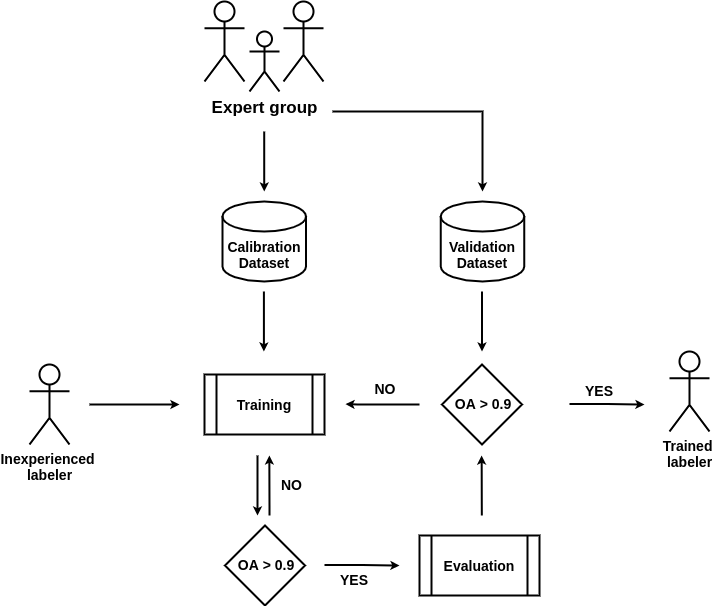 Expert group
Calibration
Dataset
Validation
Dataset
Inexperienced
labeler
Training
NO
OA > 0.9
YES
Trained
labeler
NO
OA > 0.9
YES
Evaluation